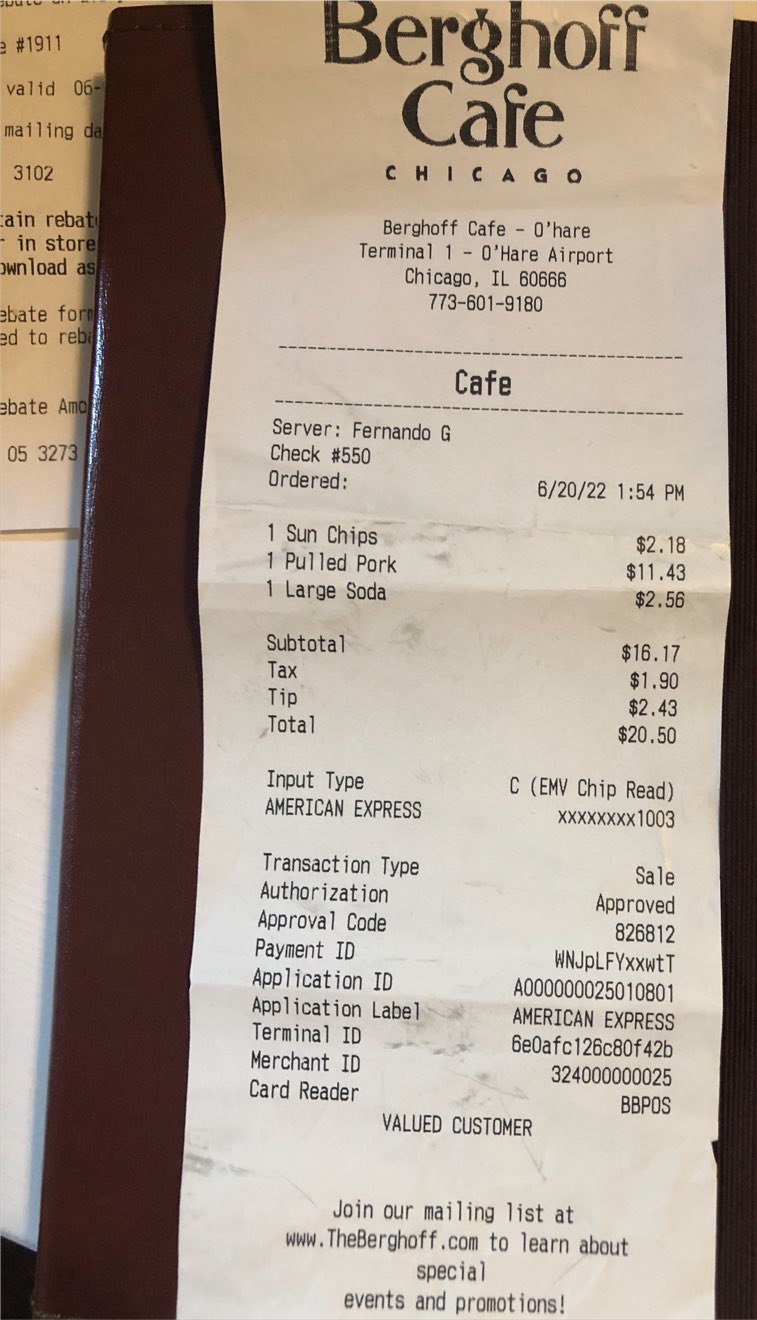 e #1911
valid 06-
mailing da
3102
tain rebat
r in store
ownload as
ebate form
ed to reba
ebate Amo
05 3273
Berghoff
Cafe
CHICAGO
Berghoff Cafe - O'hare
Terminal 1 - O'Hare Airport
Chicago, IL 60666
773-601-9180
Cafe
Server: Fernando G
Check #550
Ordered: 6/20/22 1:54 PM
1 Sun Chips $2.18
1 Pulled Pork $11.43
1 Large Soda $2.56
Subtotal $16.17
Tax $1.90
Tip $2.43
Total $20.50
Input Type C (EMV Chip Read)
AMERICAN EXPRESS xxxxxxxx1003
Transaction Type Sale
Authorization Approved
Approval Code 826812
Payment ID WNJpLFYxxwtT
Application ID A000000025010801
Application Label AMERICAN EXPRESS
Terminal ID 6e0afc126c80f42b
Merchant ID 324000000025
Card Reader BBPOS
VALUED CUSTOMER
Join our mailing list at
www.TheBerghoff.com to learn about
special
events and promotions!